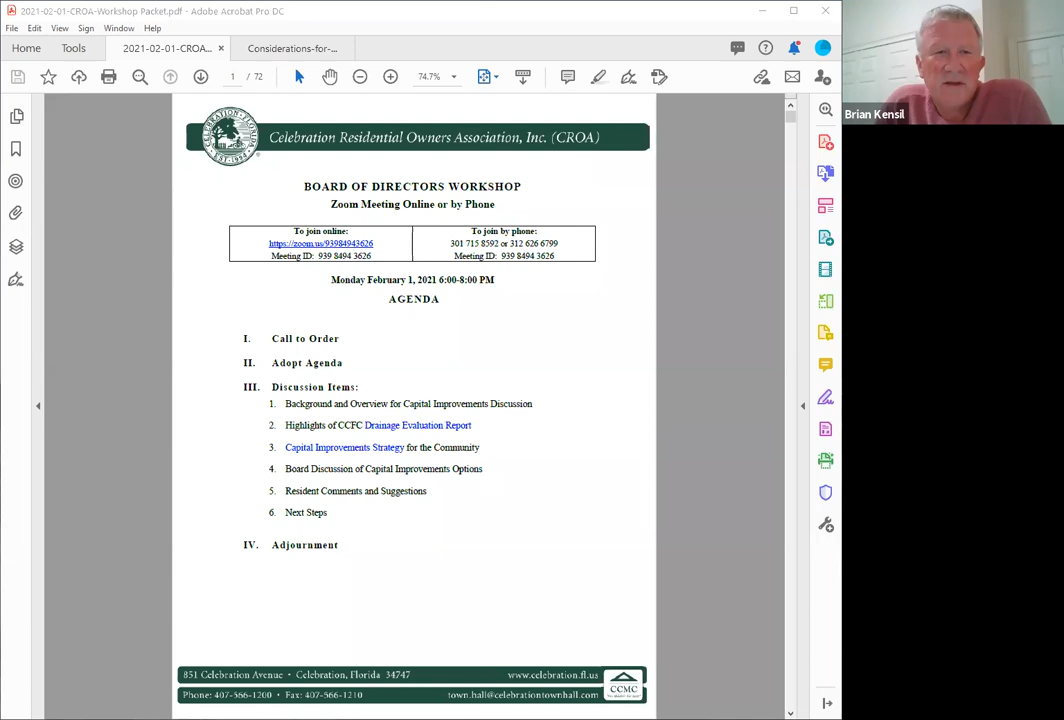 2021-02-01-CROA-Workshop Packet.pdf - Adobe Acrobat Pro DC
File Edit View Sign Window Help
Home Tools 2021-02-01-CROA... × Considerations-for-...
1 / 72 74.7%
Brian Kensil
CELEBRATION, FLORIDA
EST. 1994
Celebration Residential Owners Association, Inc. (CROA)
BOARD OF DIRECTORS WORKSHOP
Zoom Meeting Online or by Phone
To join online:
https://zoom.us/93984943626
Meeting ID: 939 8494 3626
To join by phone:
301 715 8592 or 312 626 6799
Meeting ID: 939 8494 3626
Monday February 1, 2021 6:00-8:00 PM
AGENDA
I. Call to Order
II. Adopt Agenda
III. Discussion Items:
1. Background and Overview for Capital Improvements Discussion
2. Highlights of CCFC Drainage Evaluation Report
3. Capital Improvements Strategy for the Community
4. Board Discussion of Capital Improvements Options
5. Resident Comments and Suggestions
6. Next Steps
IV. Adjournment
851 Celebration Avenue • Celebration, Florida 34747 www.celebration.fl.us
Phone: 407-566-1200 • Fax: 407-566-1210 town.hall@celebrationtownhall.com
CCMC